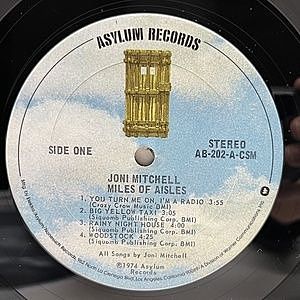 ASYLUM RECORDS
SIDE ONE
STEREO
AB-202-A-CSM
JONI MITCHELL
MILES OF AISLES
1. YOU TURN ME ON, I'M A RADIO 3:55
(Crazy Crow Music BMI)
2. BIG YELLOW TAXI 3:05
(Siquomb Publishing Corp. BMI)
3. RAINY NIGHT HOUSE
(Siquomb Publishing Corp. BMI)
4. WOODSTOCK 4:25
(Siquomb Publishing Corp. BMI)
All Songs by Joni Mitchell
℗1974 Asylum
Records